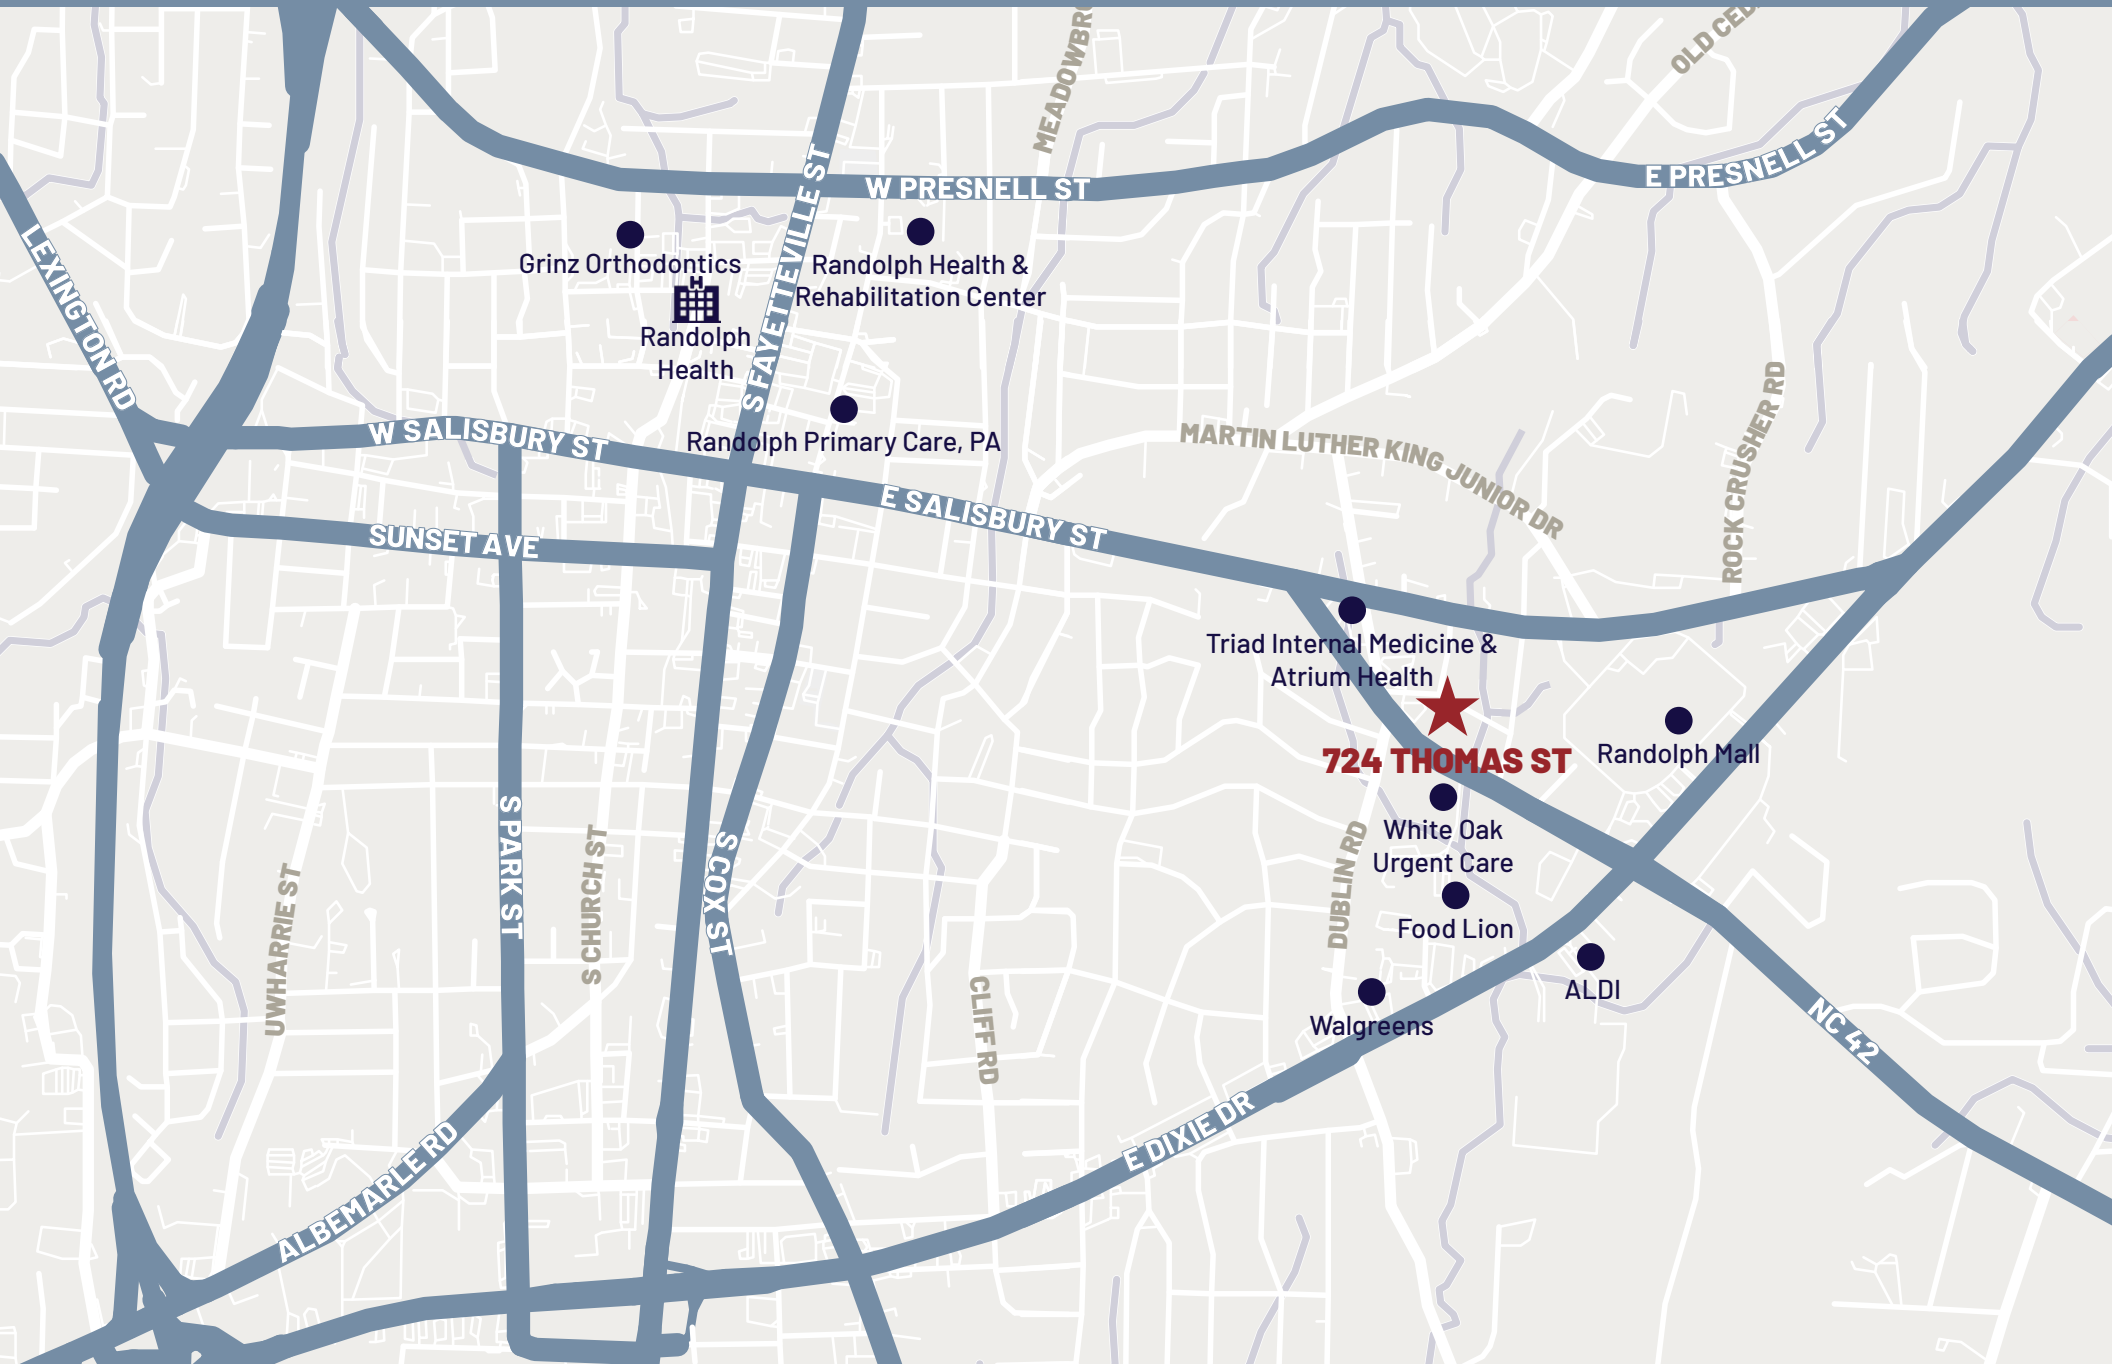 MEADOWBR
OLD CED
E PRESNELL ST
W PRESNELL ST
S FAYETTEVILLE ST
LEXINGTON RD
Grinz Orthodontics
H
Randolph
Health
Randolph Health &
Rehabilitation Center
Randolph Primary Care, PA
W SALISBURY ST
E SALISBURY ST
SUNSET AVE
MARTIN LUTHER KING JUNIOR DR
ROCK CRUSHER RD
Triad Internal Medicine &
Atrium Health
724 THOMAS ST
Randolph Mall
White Oak
Urgent Care
Food Lion
ALDI
Walgreens
DUBLIN RD
S PARK ST
S CHURCH ST
S COX ST
UWHARRIE ST
CLIFF RD
NC 42
E DIXIE DR
ALBEMARLE RD